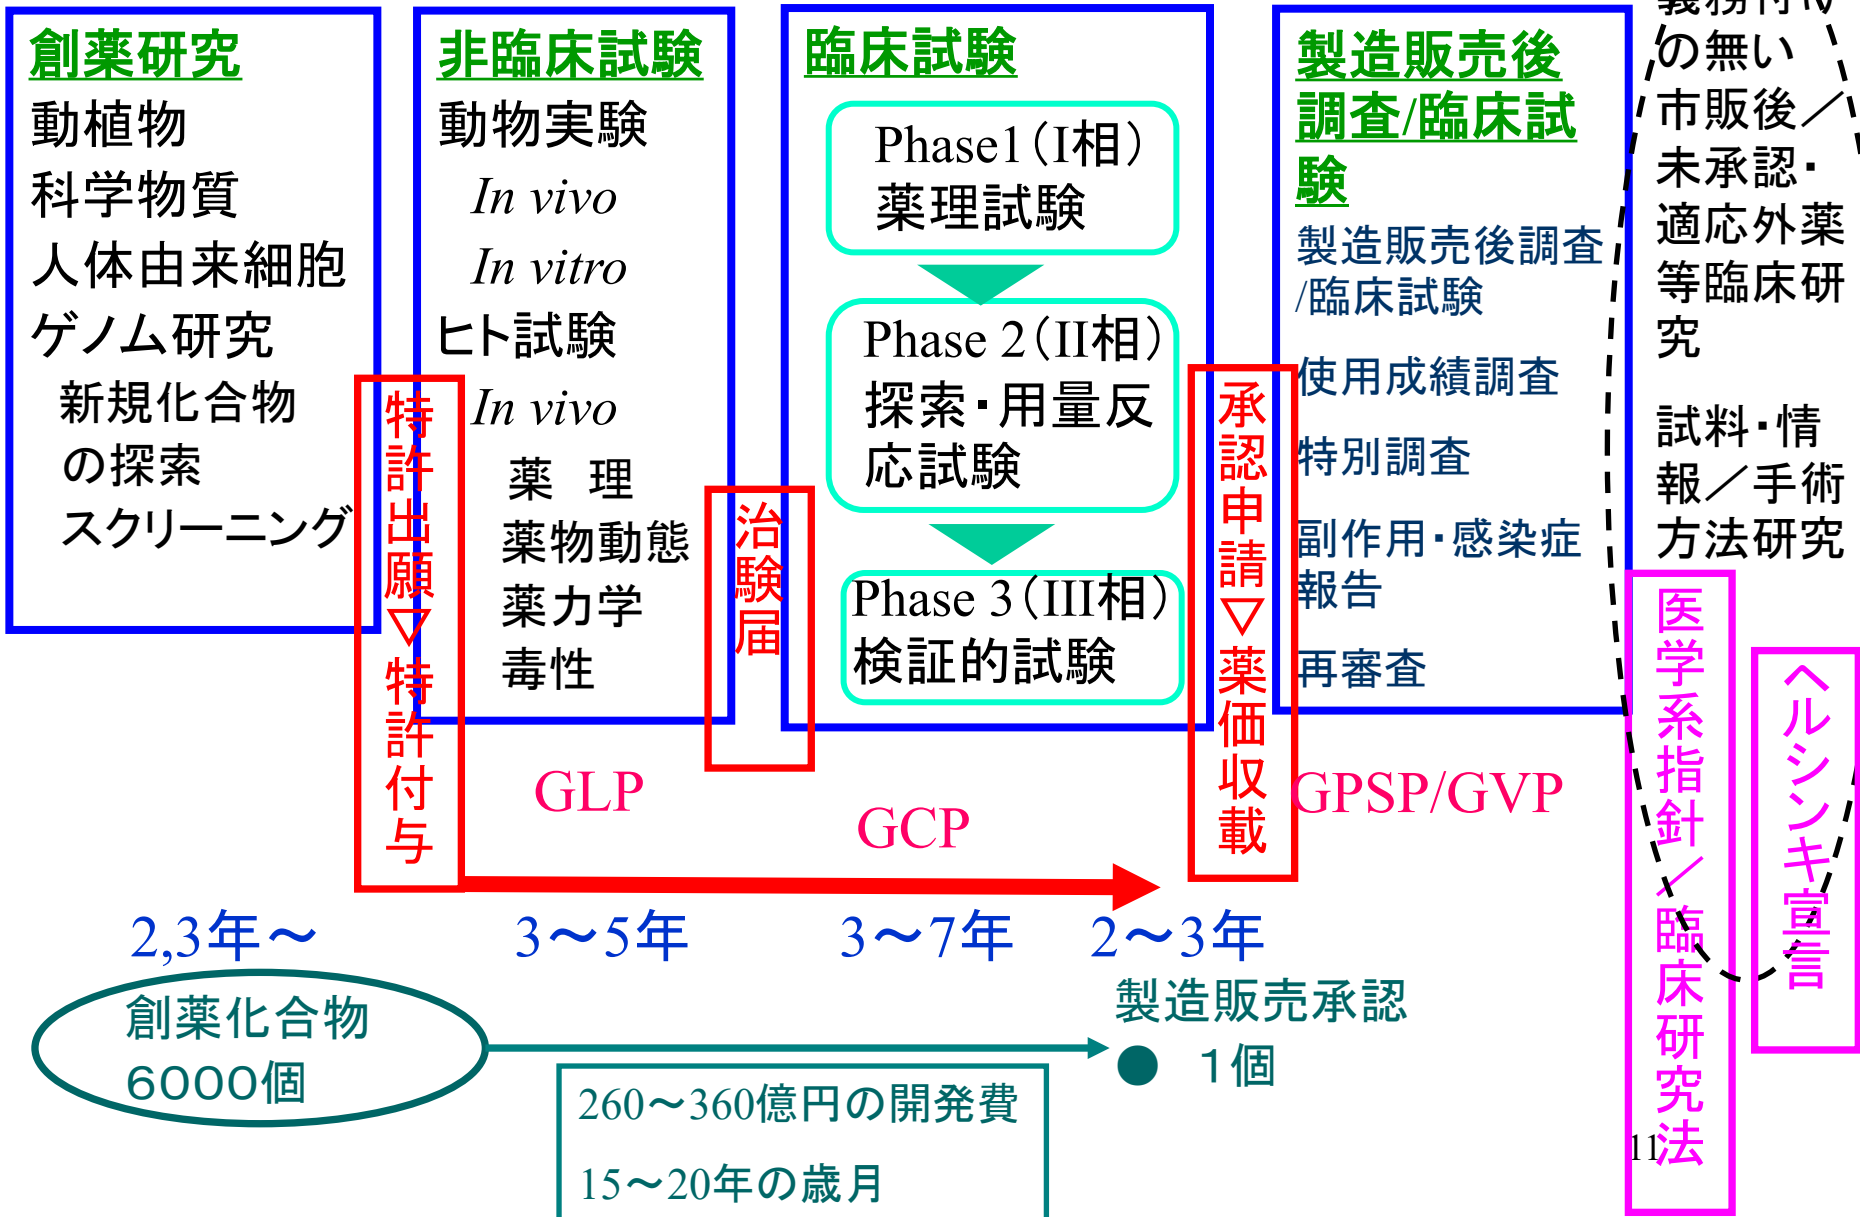 創薬研究
動植物
科学物質
人体由来細胞
ゲノム研究
新規化合物
の探索
スクリーニング
特許出願▽特許付与
非臨床試験
動物実験
In vivo
In vitro
ヒト試験
In vivo
薬　理
薬物動態
薬力学
毒性
治験届
臨床試験
Phase1（I相）
薬理試験
Phase 2（II相）
探索・用量反
応試験
Phase 3（III相）
検証的試験
承認申請▽薬価収載
製造販売後
調査/臨床試
験
製造販売後調査
/臨床試験
使用成績調査
特別調査
副作用・感染症
報告
再審査
義務付け
の無い
市販後／
未承認・
適応外薬
等臨床研
究
試料・情
報／手術
方法研究
医学系指針／臨床研究法
ヘルシンキ宣言
GLP
GCP
GPSP/GVP
2,3年～
3～5年
3～7年
2～3年
創薬化合物
６０００個
製造販売承認
● １個
260～360億円の開発費
15～20年の歳月
11